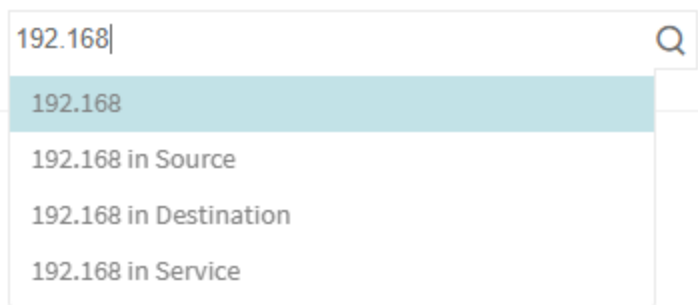 192.168
192.168
192.168 in Source
192.168 in Destination
192.168 in Service